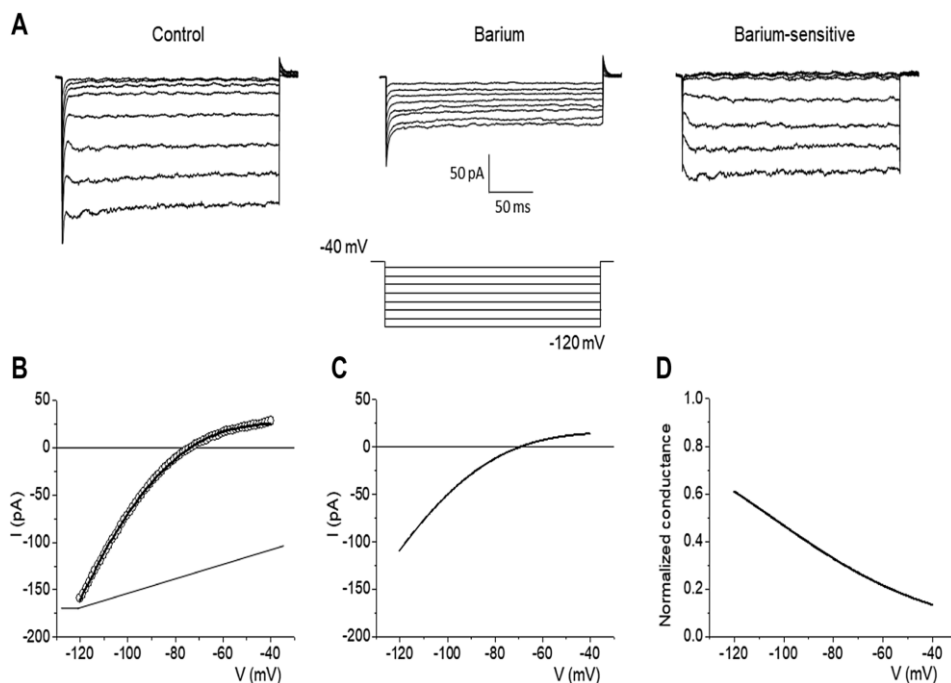 A
Control
Barium
Barium-sensitive
50 pA
50 ms
-40 mV
-120 mV
B
50
0
-50
-100
-150
-200
I (pA)
-120 -100 -80 -60 -40
V (mV)
C
50
0
-50
-100
-150
-200
I (pA)
-120 -100 -80 -60 -40
V (mV)
D
1.0
0.8
0.6
0.4
0.2
0.0
Normalized conductance
-120 -100 -80 -60 -40
V (mV)